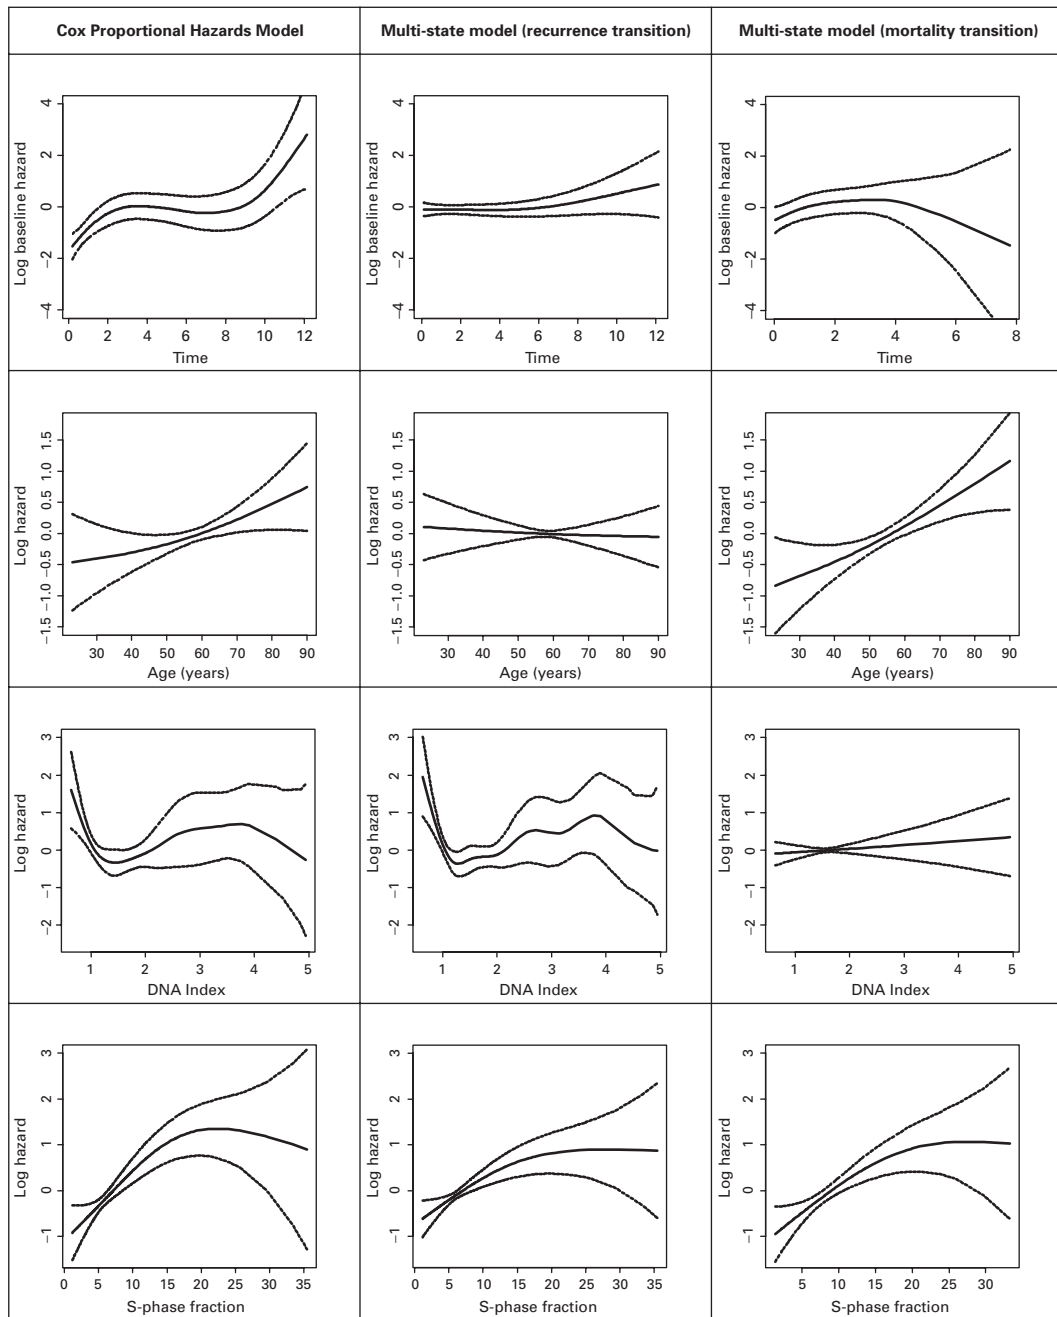 Cox Proportional Hazards Model
Multi-state model (recurrence transition)
Multi-state model (mortality transition)
Log baseline hazard
4
2
0
−2
−4
0 2 4 6 8 10 12
Time
Log baseline hazard
4
2
0
−2
−4
0 2 4 6 8 10 12
Time
Log baseline hazard
4
2
0
−2
−4
0 2 4 6 8
Time
Log hazard
1.5
1.0
0.5
0.0
−0.5
−1.0
−1.5
30 40 50 60 70 80 90
Age (years)
Log hazard
1.5
1.0
0.5
0.0
−0.5
−1.0
−1.5
30 40 50 60 70 80 90
Age (years)
Log hazard
1.5
1.0
0.5
0.0
−0.5
−1.0
−1.5
30 40 50 60 70 80 90
Age (years)
Log hazard
3
2
1
0
−1
−2
1 2 3 4 5
DNA Index
Log hazard
3
2
1
0
−1
−2
1 2 3 4 5
DNA Index
Log hazard
3
2
1
0
−1
−2
1 2 3 4 5
DNA Index
Log hazard
3
2
1
0
−1
0 5 10 15 20 25 30 35
S-phase fraction
Log hazard
3
2
1
0
−1
0 5 10 15 20 25 30 35
S-phase fraction
Log hazard
3
2
1
0
−1
5 10 15 20 25 30
S-phase fraction